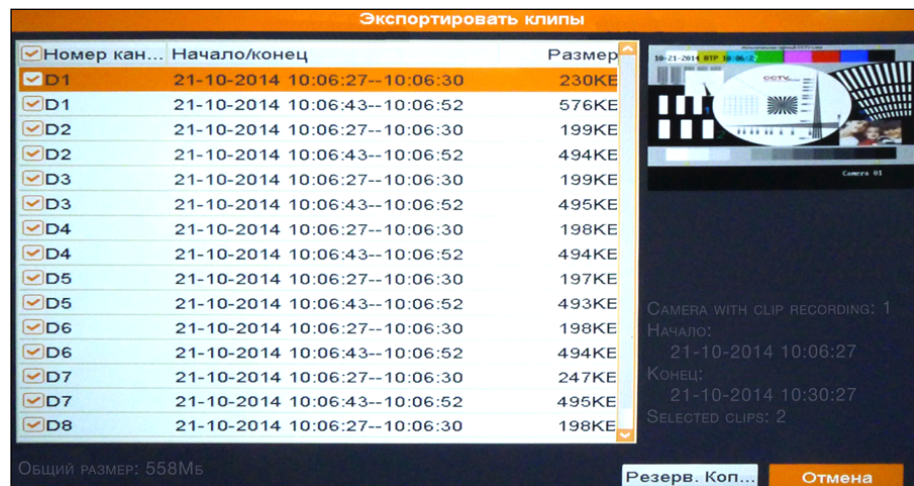 Экспортировать клипы
Номер кан... Начало/конец Размер
D1 21-10-2014 10:06:27--10:06:30 230KE
D1 21-10-2014 10:06:43--10:06:52 576KE
D2 21-10-2014 10:06:27--10:06:30 199KE
D2 21-10-2014 10:06:43--10:06:52 494KE
D3 21-10-2014 10:06:27--10:06:30 199KE
D3 21-10-2014 10:06:43--10:06:52 495KE
D4 21-10-2014 10:06:27--10:06:30 198KE
D4 21-10-2014 10:06:43--10:06:52 494KE
D5 21-10-2014 10:06:27--10:06:30 197KE
D5 21-10-2014 10:06:43--10:06:52 493KE
D6 21-10-2014 10:06:27--10:06:30 198KE
D6 21-10-2014 10:06:43--10:06:52 494KE
D7 21-10-2014 10:06:27--10:06:30 247KE
D7 21-10-2014 10:06:43--10:06:52 495KE
D8 21-10-2014 10:06:27--10:06:30 198KE
10-21-2014 ВТР 10:06:2
CCTV
1
2
Camera 01
Camera with clip recording: 1
Начало:
21-10-2014 10:06:27
Конец:
21-10-2014 10:30:27
Selected clips: 2
Общий размер: 558Мб
Резерв. Коп... Отмена